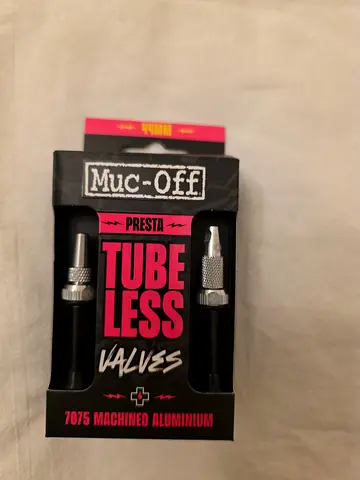 44MM
Muc-Off
PRESTA
TUBE
LESS
VALVES
7075 MACHINED ALUMINIUM